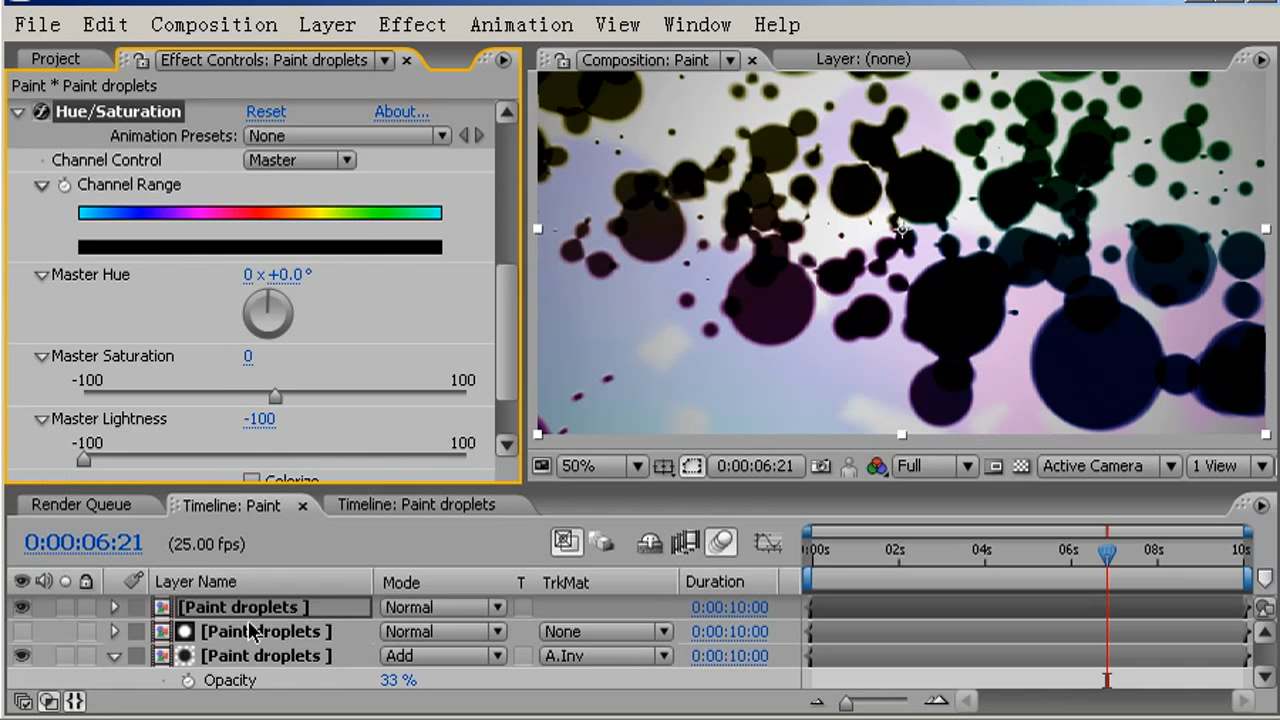 File Edit Composition Layer Effect Animation View Window Help
Project Effect Controls: Paint droplets × Composition: Paint × Layer: (none)
Paint * Paint droplets
Hue/Saturation Reset About...
Animation Presets: None
Channel Control Master
Channel Range
Master Hue 0 x +0.0°
Master Saturation 0
-100 100
Master Lightness -100
-100 100
Colorize
50% 0:00:06:21 Full Active Camera 1 View
Render Queue Timeline: Paint × Timeline: Paint droplets
0:00:06:21 (25.00 fps)
:00s 02s 04s 06s 08s 10s
Layer Name Mode T TrkMat Duration
[Paint droplets ] Normal 0:00:10:00
[Paint droplets ] Normal None 0:00:10:00
[Paint droplets ] Add A.Inv 0:00:10:00
Opacity 33 %